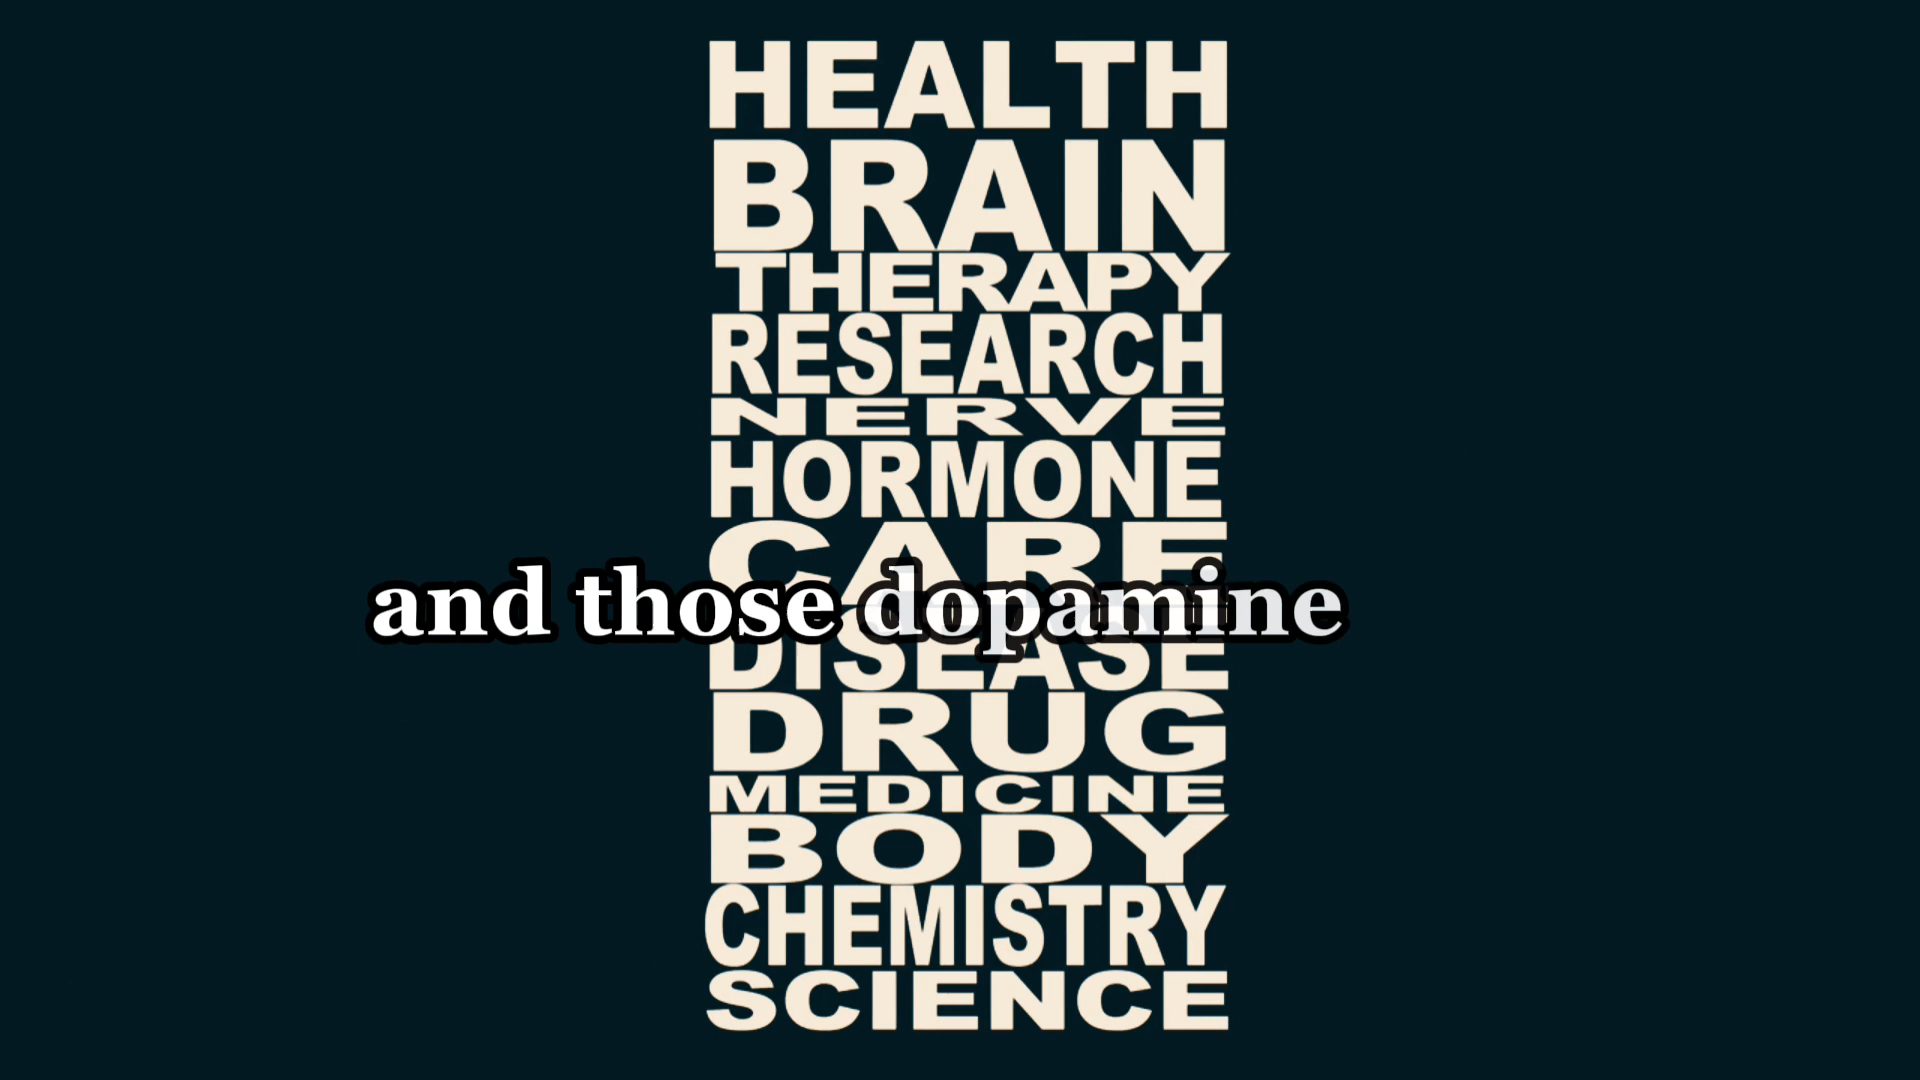 HEALTH
BRAIN
THERAPY
RESEARCH
NERVE
HORMONE
CARE
and those dopamine
DISEASE
DRUG
MEDICINE
BODY
CHEMISTRY
SCIENCE